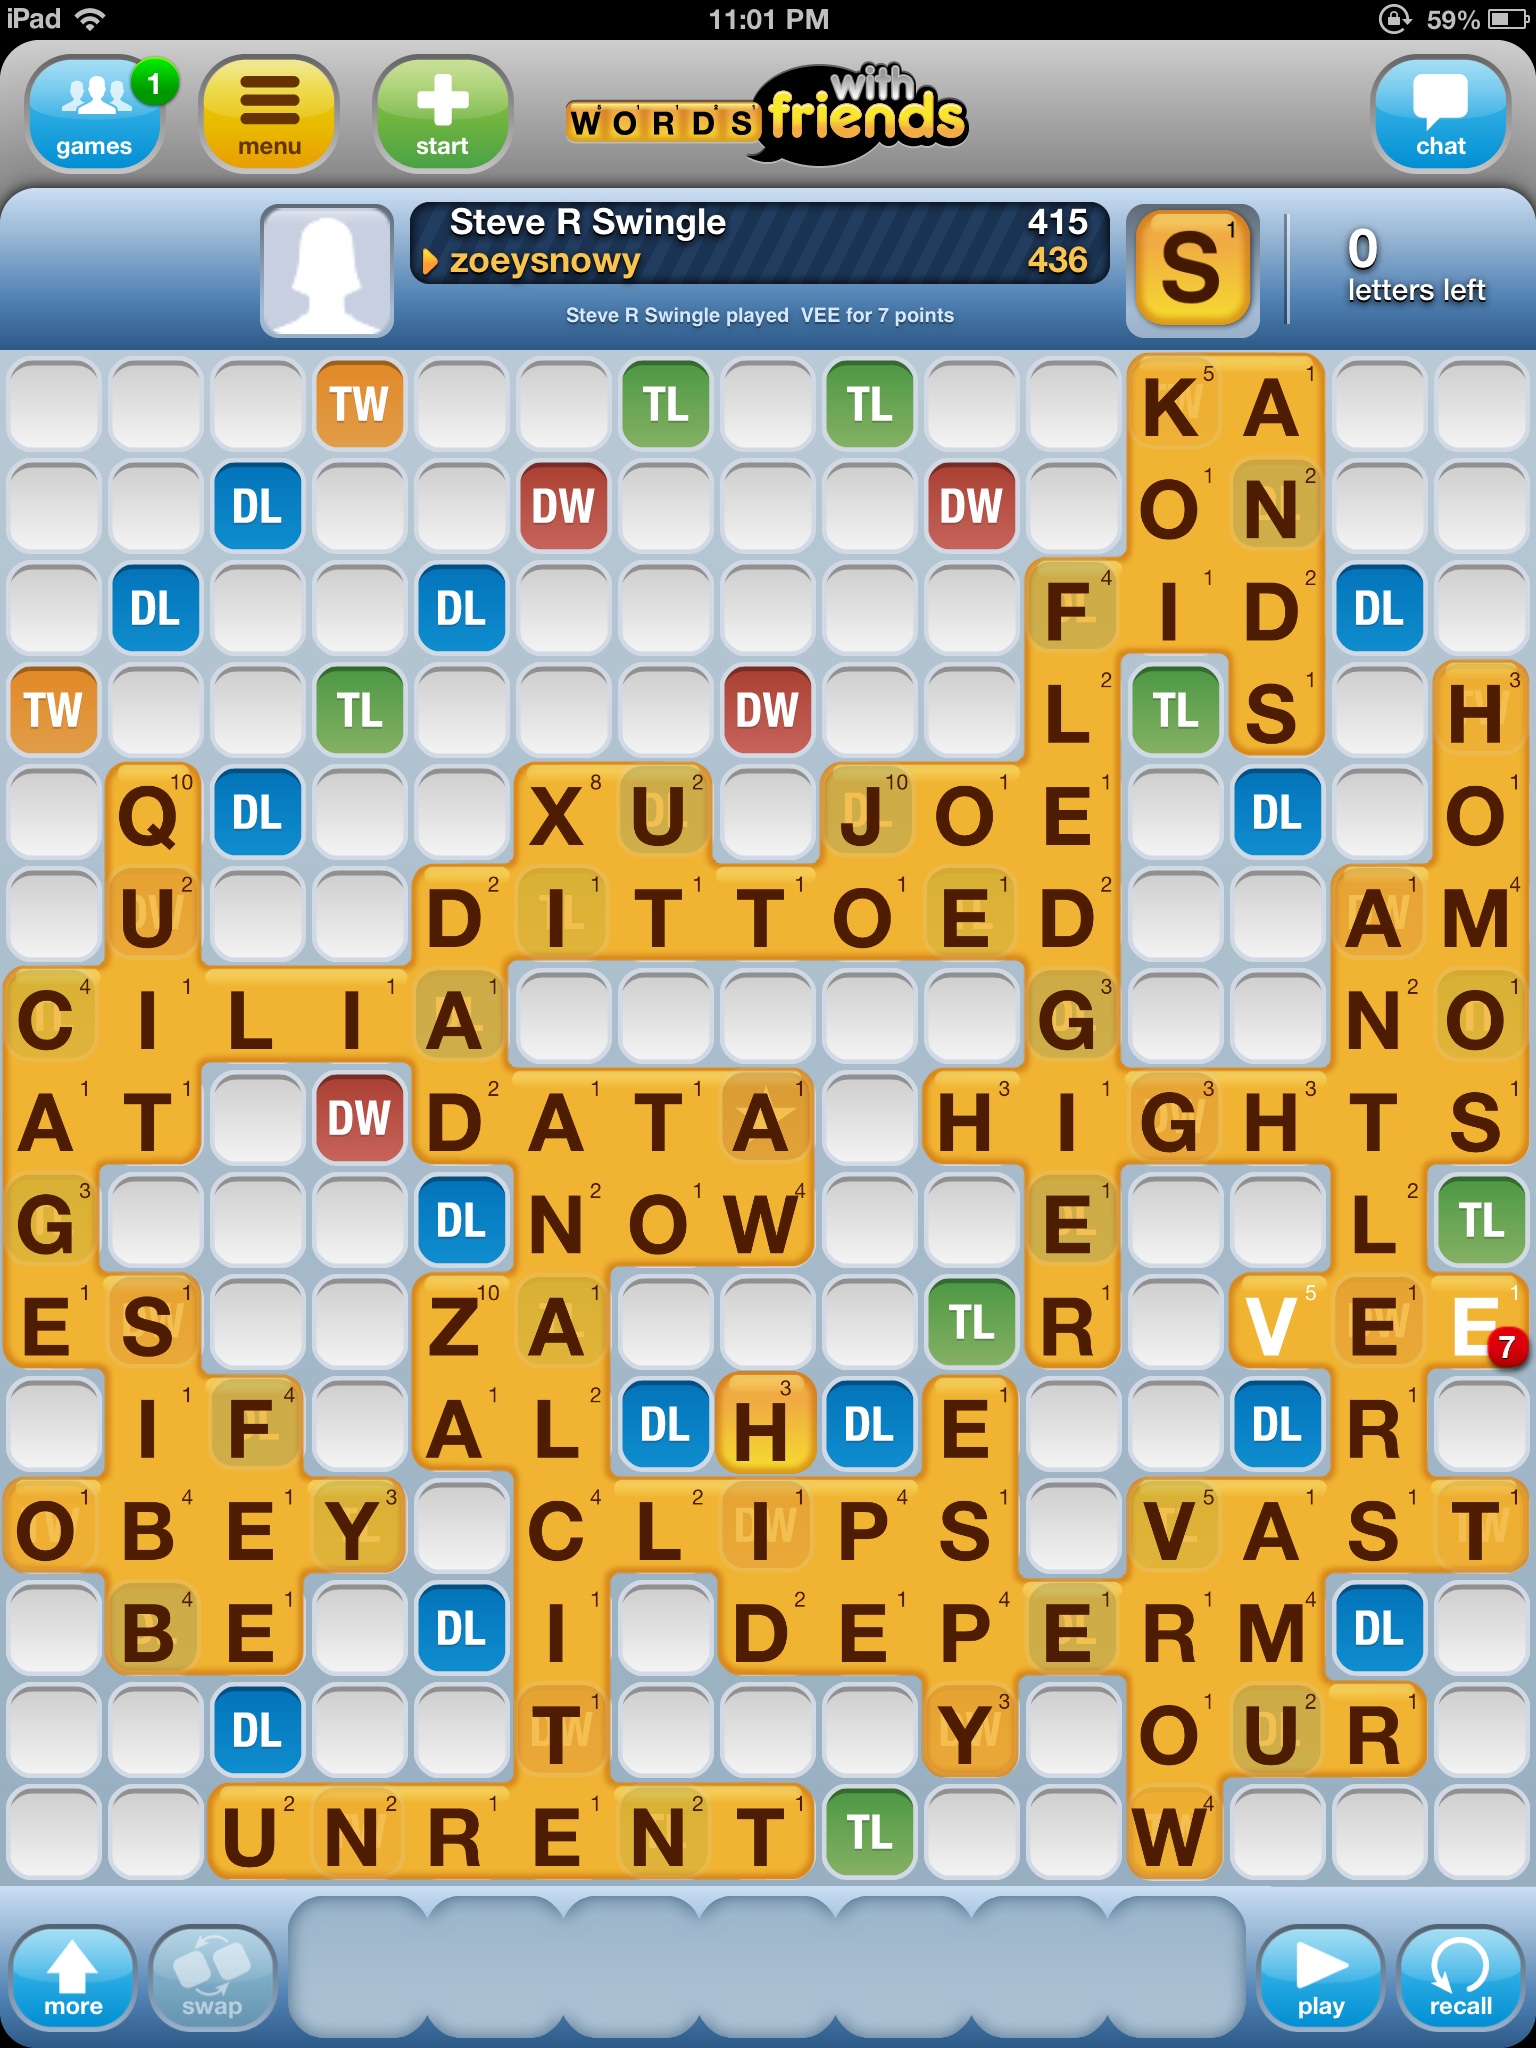 iPad 11:01 PM 59%
games 1 menu start WORDS with friends chat
Steve R Swingle 415
zoeysnowy 436
S 1
0
letters left
Steve R Swingle played VEE for 7 points
TW TL TL K 5 A 1
DL DW DW O 1 N 2
DL DL F 4 I 1 D 2 DL
TW TL DW L 2 TL S 1 H 3
Q 10 DL X 8 U 2 J 10 O 1 E 1 DL O 1
U 2 D 2 I 1 T 1 T 1 O 1 E 1 D 2 A 1 M 4
C 4 I 1 L I 1 A 1 G 3 N 2 O 1
A 1 T 1 DW D 2 A 1 T 1 A 1 H 3 I 1 G 3 H 3 T S 1
G 3 DL N 2 O 1 W 4 E 1 L 2 TL
E 1 S 1 Z 10 A 1 TL R 1 V 5 E 1 E 1 7
I 1 F 4 A 1 L 2 DL H 3 DL E 1 DL R 1
O 1 B 4 E 1 Y 3 C 4 L 2 I 1 P 4 S 1 V 5 A 1 S 1 T 1
B 4 E 1 DL I 1 D 2 E 1 P 4 E 1 R 1 M 4 DL
DL T 1 Y 3 O 1 U 2 R 1
U 2 N 2 R 1 E 1 N 2 T 1 TL W 4
more swap play recall